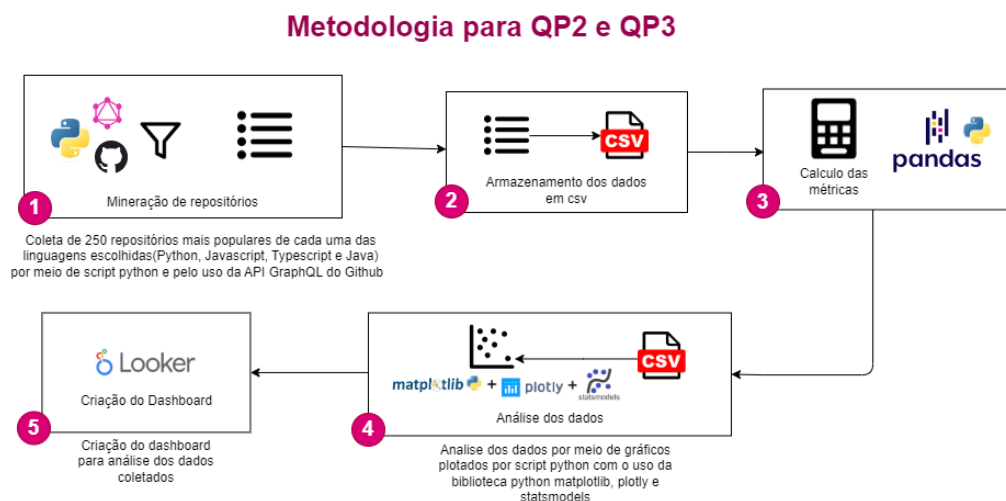 Metodologia para QP2 e QP3
1
Mineração de repositórios
Coleta de 250 repositórios mais populares de cada uma das
linguagens escolhidas(Python, Javascript, Typescript e Java)
por meio de script python e pelo uso da API GraphQL do Github
2
CSV
Armazenamento dos dados
em csv
3
Calculo das
métricas
pandas
4
CSV
matplotlib + plotly + statsmodels
Análise dos dados
Analise dos dados por meio de gráficos
plotados por script python com o uso da
biblioteca python matplotlib, plotly e
statsmodels
5
Looker
Criação do Dashboard
Criação do dashboard
para análise dos dados
coletados